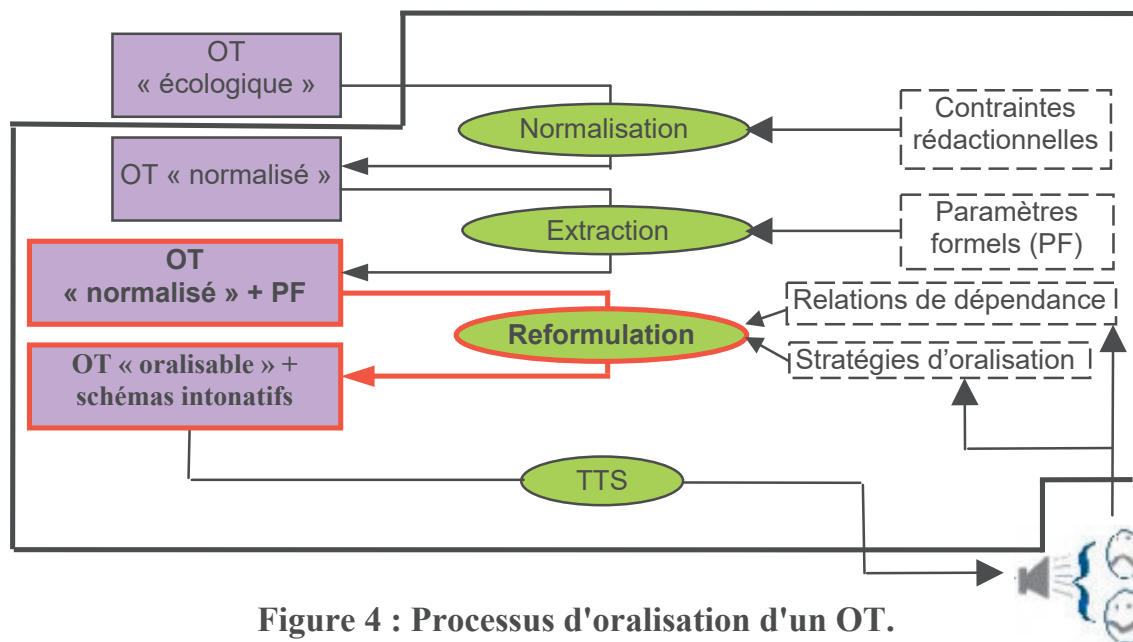 OT
« écologique »
Normalisation
Contraintes
rédactionnelles
OT « normalisé »
Extraction
Paramètres
formels (PF)
OT
« normalisé » + PF
Reformulation
Relations de dépendance
Stratégies d'oralisation
OT « oralisable » +
schémas intonatifs
TTS
Figure 4 : Processus d'oralisation d'un OT.